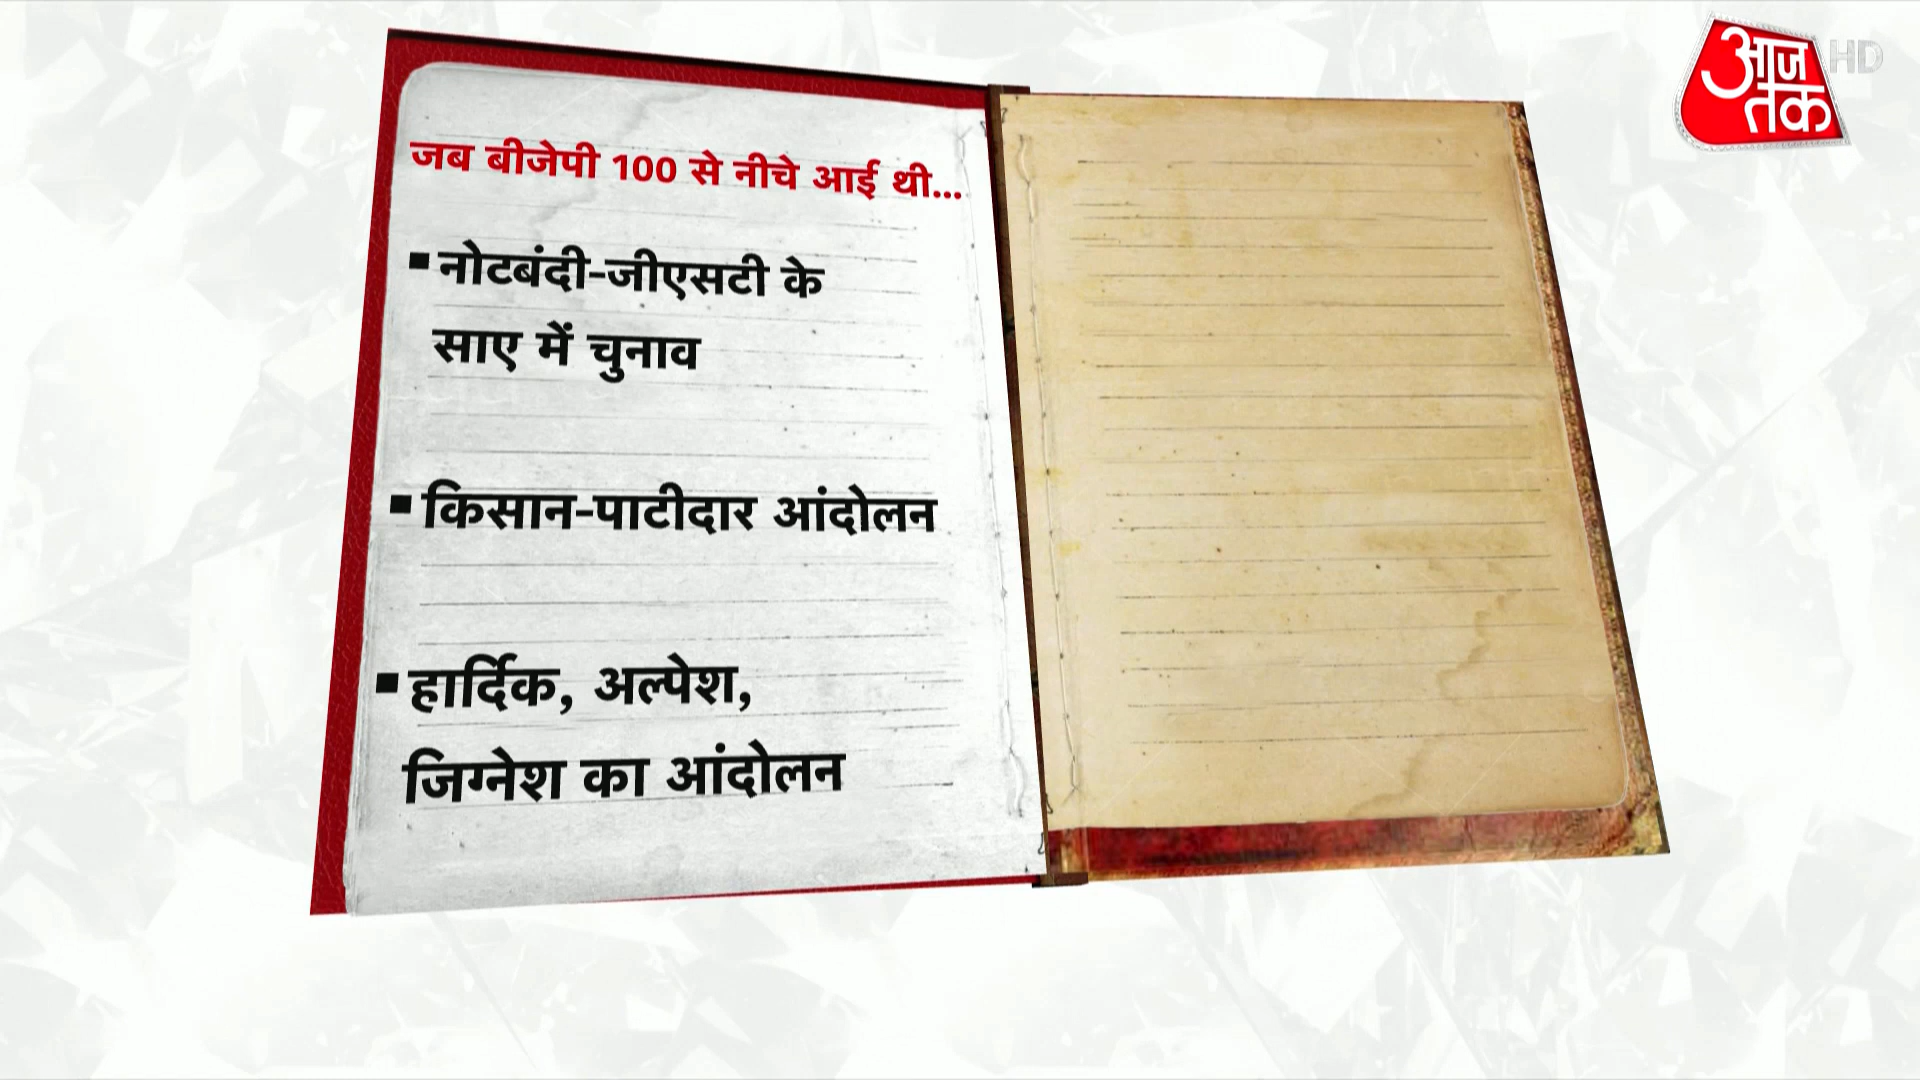 जब बीजेपी 100 से नीचे आई थी...
▪ नोटबंदी-जीएसटी के
साए में चुनाव
▪ किसान-पाटीदार आंदोलन
▪ हार्दिक, अल्पेश,
जिग्नेश का आंदोलन
आज
तक
HD